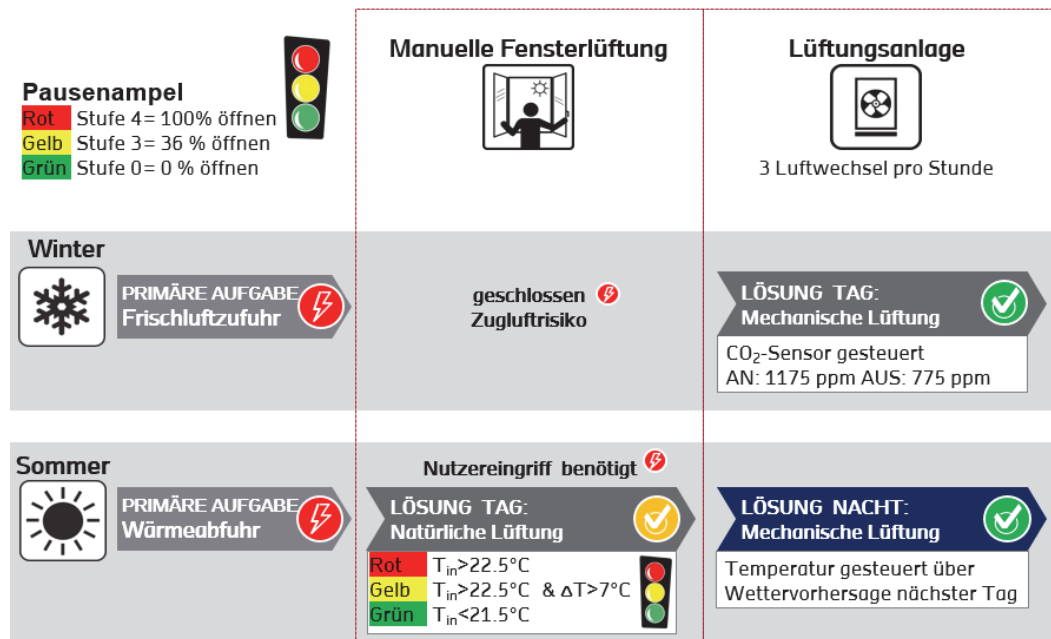 Pausenampel
Rot Stufe 4= 100% öffnen
Gelb Stufe 3= 36 % öffnen
Grün Stufe 0= 0 % öffnen
Manuelle Fensterlüftung
Lüftungsanlage
3 Luftwechsel pro Stunde
Winter
PRIMÄRE AUFGABE
Frischluftzufuhr
geschlossen
Zugluftrisiko
LÖSUNG TAG:
Mechanische Lüftung
CO₂-Sensor gesteuert
AN: 1175 ppm AUS: 775 ppm
Sommer
PRIMÄRE AUFGABE
Wärmeabfuhr
Nutzereingriff benötigt
LÖSUNG TAG:
Natürliche Lüftung
Rot Tin>22.5°C
Gelb Tin>22.5°C & ΔT>7°C
Grün Tin<21.5°C
LÖSUNG NACHT:
Mechanische Lüftung
Temperatur gesteuert über
Wettervorhersage nächster Tag